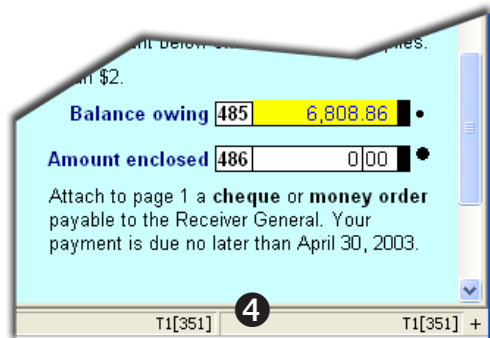 below
$2.
Balance owing 485 6,808.86
Amount enclosed 486 0 00
Attach to page 1 a cheque or money order
payable to the Receiver General. Your
payment is due no later than April 30, 2003.
4
T1[351] T1[351] +